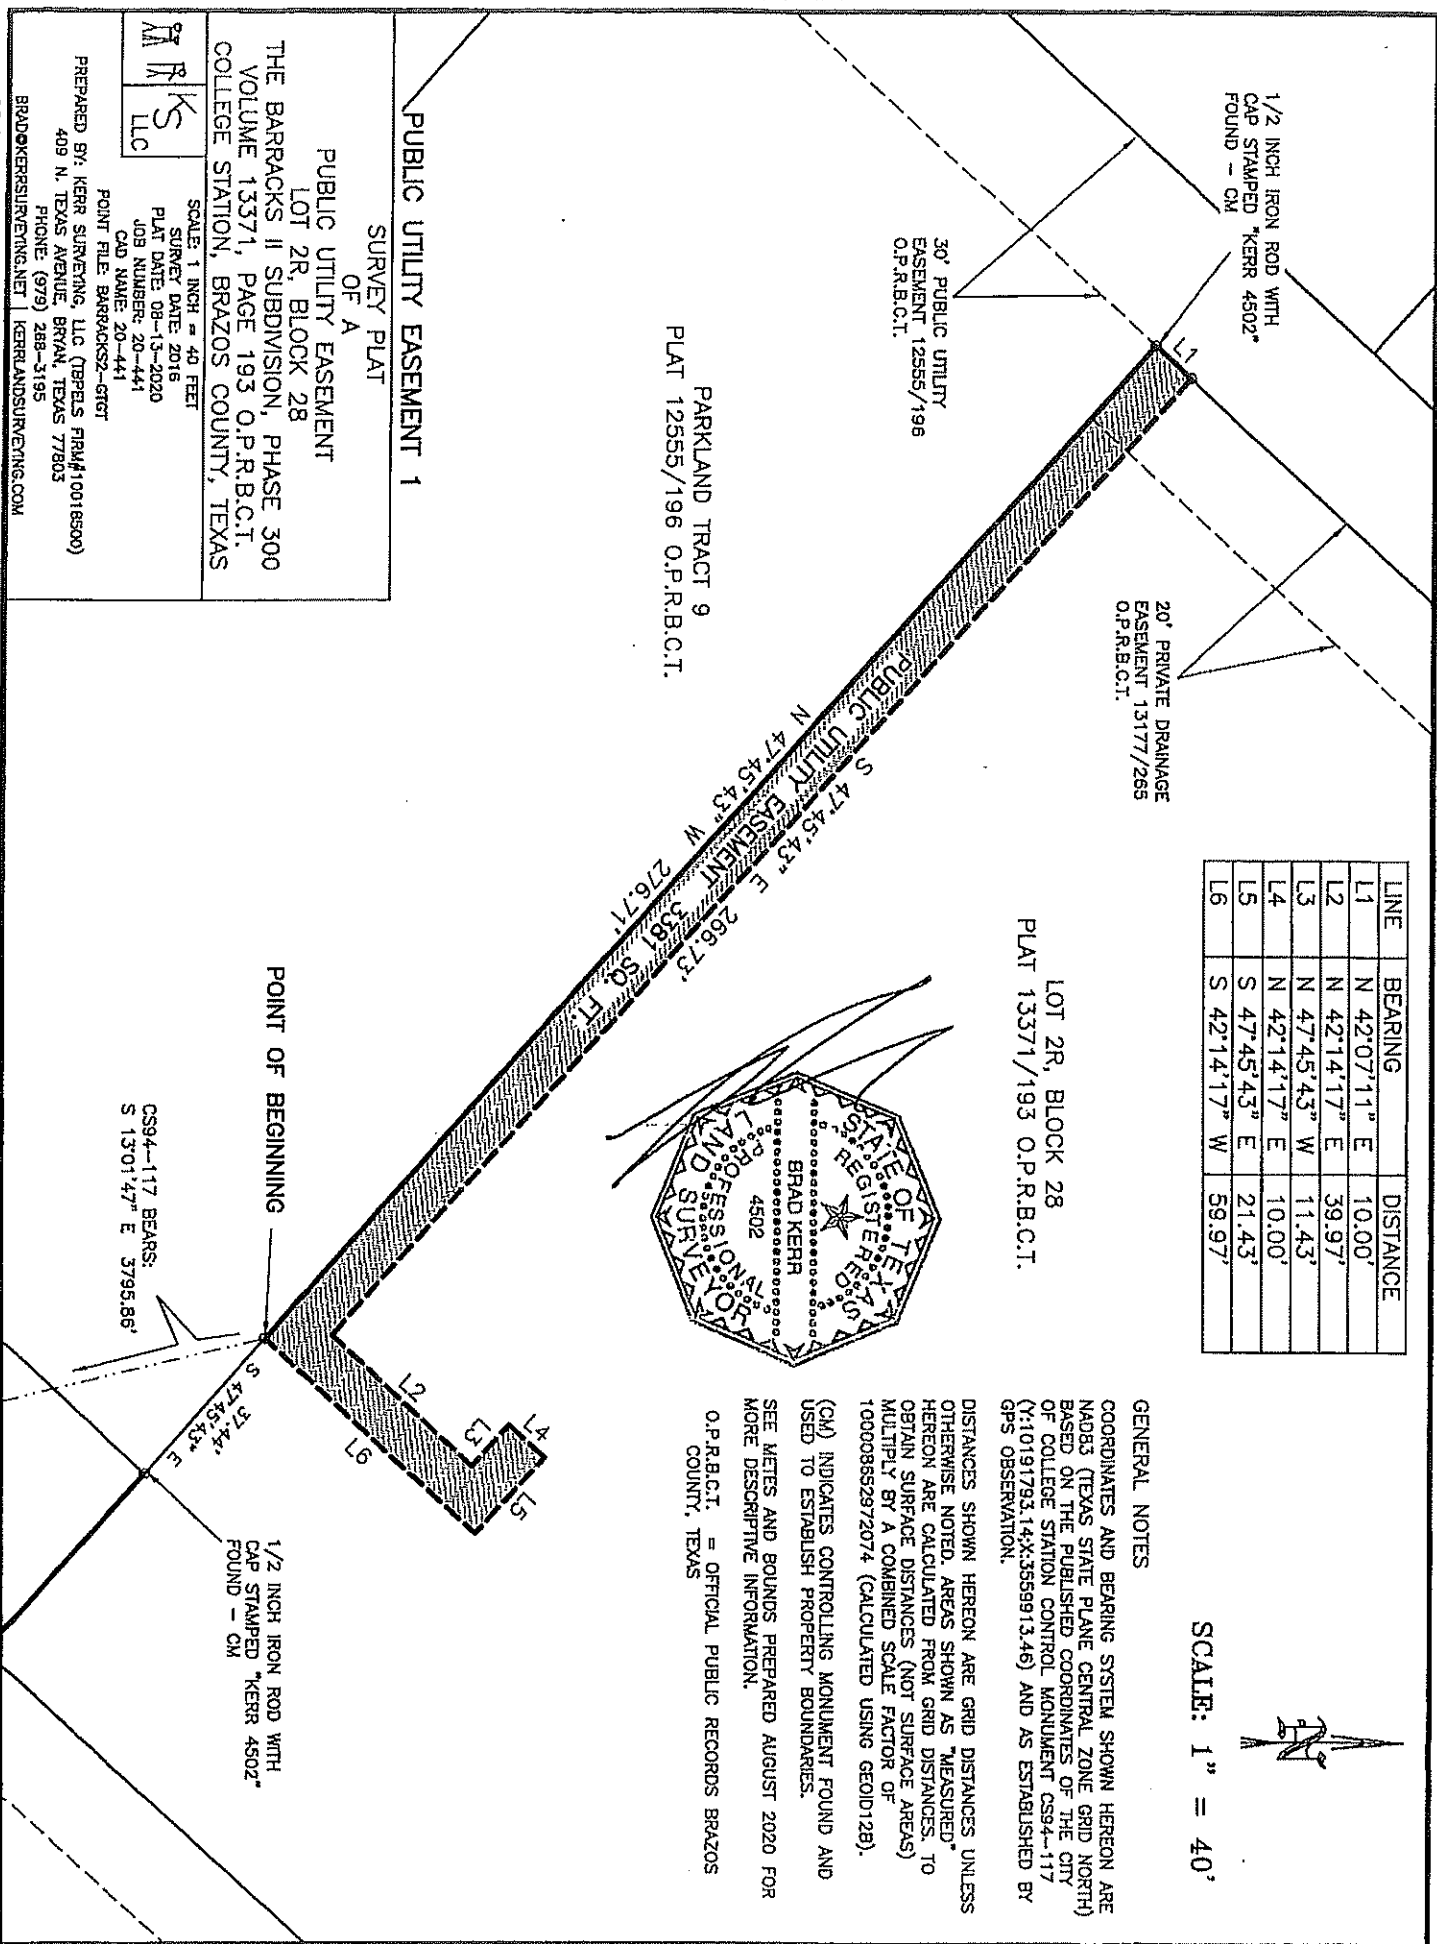 SCALE: 1" = 40'
LINE BEARING DISTANCE
L1 N 42°07'11" E 10.00'
L2 N 42°14'17" E 39.97'
L3 N 47°45'43" W 11.43'
L4 N 42°14'17" E 10.00'
L5 S 47°45'43" E 21.43'
L6 S 42°14'17" W 59.97'
GENERAL NOTES
COORDINATES AND BEARING SYSTEM SHOWN HEREON ARE
NAD83 (TEXAS STATE PLANE CENTRAL ZONE GRID NORTH)
BASED ON THE PUBLISHED COORDINATES OF THE CITY
OF COLLEGE STATION CONTROL MONUMENT CS94-117
(Y:10191793.14;X:3559913.46) AND AS ESTABLISHED BY
GPS OBSERVATION.
DISTANCES SHOWN HEREON ARE GRID DISTANCES UNLESS
OTHERWISE NOTED. AREAS SHOWN AS "MEASURED"
HEREON ARE CALCULATED FROM GRID DISTANCES. TO
OBTAIN SURFACE DISTANCES (NOT SURFACE AREAS)
MULTIPLY BY A COMBINED SCALE FACTOR OF
1.00008652972074 (CALCULATED USING GEOID12B).
(CM) INDICATES CONTROLLING MONUMENT FOUND AND
USED TO ESTABLISH PROPERTY BOUNDARIES.
SEE METES AND BOUNDS PREPARED AUGUST 2020 FOR
MORE DESCRIPTIVE INFORMATION.
O.P.R.B.C.T. = OFFICIAL PUBLIC RECORDS BRAZOS
COUNTY, TEXAS
1/2 INCH IRON ROD WITH
CAP STAMPED "KERR 4502"
FOUND - CM
L1
20' PRIVATE DRAINAGE
EASEMENT 13177/265
O.P.R.B.C.T.
30' PUBLIC UTILITY
EASEMENT 12555/196
O.P.R.B.C.T.
LOT 2R, BLOCK 28
PLAT 13371/193 O.P.R.B.C.T.
S 47°45'43" E 266.73'
PUBLIC UTILITY EASEMENT 3381 SQ. FT.
N 47°45'43" W 276.71'
PARKLAND TRACT 9
PLAT 12555/196 O.P.R.B.C.T.
STATE OF TEXAS
REGISTERED
BRAD KERR
4502
PROFESSIONAL
LAND SURVEYOR
L2
L3
L4
L5
L6
POINT OF BEGINNING
CS94-117 BEARS:
S 13°01'47" E 3795.86'
S 47°45'43" E
37.44'
1/2 INCH IRON ROD WITH
CAP STAMPED "KERR 4502"
FOUND - CM
PUBLIC UTILITY EASEMENT 1
SURVEY PLAT
OF A
PUBLIC UTILITY EASEMENT
LOT 2R, BLOCK 28
THE BARRACKS II SUBDIVISION, PHASE 300
VOLUME 13371, PAGE 193 O.P.R.B.C.T.
COLLEGE STATION, BRAZOS COUNTY, TEXAS
KS
LLC
SCALE: 1 INCH = 40 FEET
SURVEY DATE: 2016
PLAT DATE: 08-13-2020
JOB NUMBER: 20-441
CAD NAME: 20-441
POINT FILE: BARRACKS2-GTGT
PREPARED BY: KERR SURVEYING, LLC (TBPELS FIRM#10018500)
409 N. TEXAS AVENUE, BRYAN, TEXAS 77803
PHONE: (979) 268-3195
BRAD@KERRSURVEYING.NET | KERRLANDSURVEYING.COM